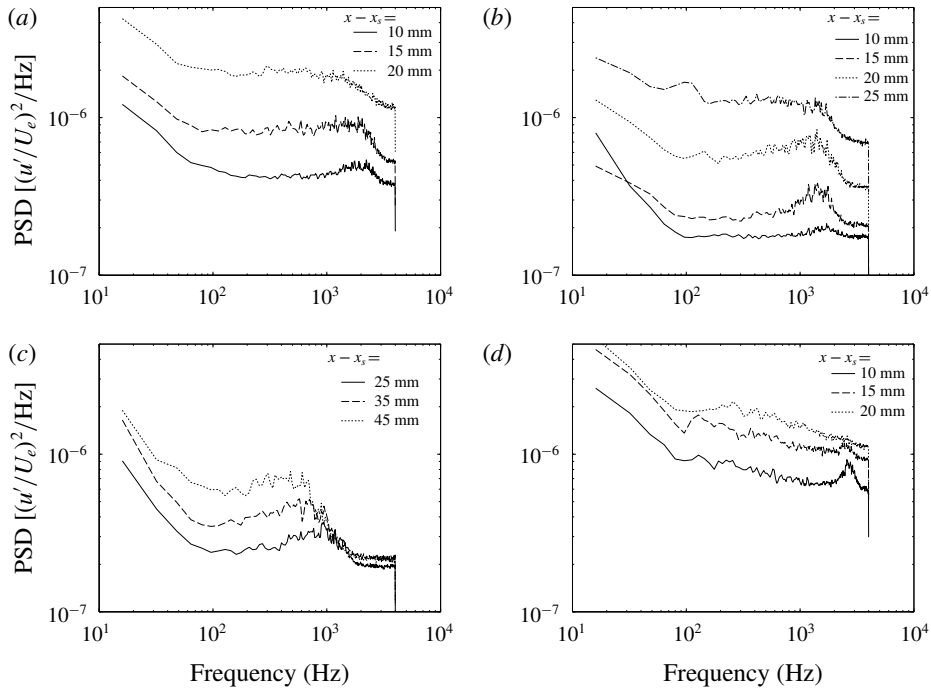 (a)
PSD [(u′/Uₑ)²/Hz]
10⁻⁶
10⁻⁷
10¹
10²
10³
10⁴
x − xₛ =
10 mm
15 mm
20 mm
(b)
10⁻⁶
10⁻⁷
10¹
10²
10³
10⁴
x − xₛ =
10 mm
15 mm
20 mm
25 mm
(c)
PSD [(u′/Uₑ)²/Hz]
10⁻⁶
10⁻⁷
10¹
10²
10³
10⁴
Frequency (Hz)
x − xₛ =
25 mm
35 mm
45 mm
(d)
10⁻⁶
10⁻⁷
10¹
10²
10³
10⁴
Frequency (Hz)
x − xₛ =
10 mm
15 mm
20 mm